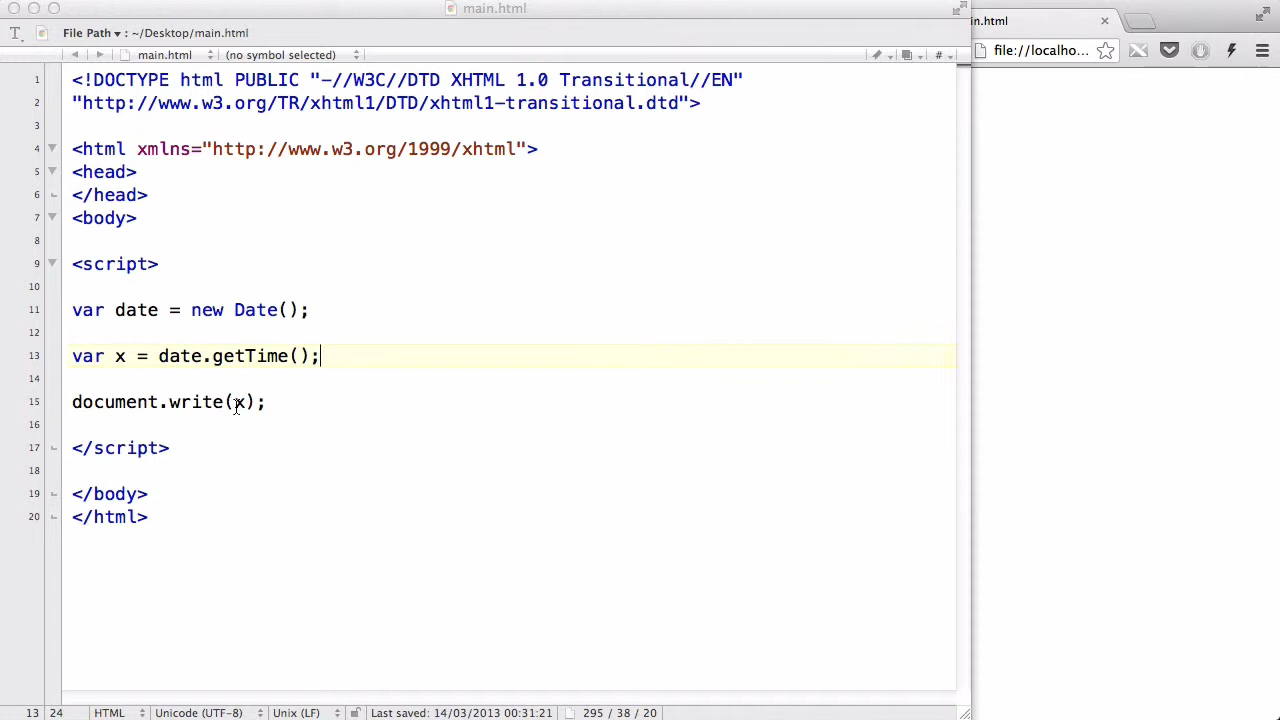 main.html
File Path ▾ : ~/Desktop/main.html
main.html
(no symbol selected)
#
1 <!DOCTYPE html PUBLIC "-//W3C//DTD XHTML 1.0 Transitional//EN"
2 "http://www.w3.org/TR/xhtml1/DTD/xhtml1-transitional.dtd">
3
4 <html xmlns="http://www.w3.org/1999/xhtml">
5 <head>
6 </head>
7 <body>
8
9 <script>
10
11 var date = new Date();
12
13 var x = date.getTime();
14
15 document.write(x);
16
17 </script>
18
19 </body>
20 </html>
13 24 HTML Unicode (UTF-8) Unix (LF) Last saved: 14/03/2013 00:31:21 295 / 38 / 20
in.html
file://localho...